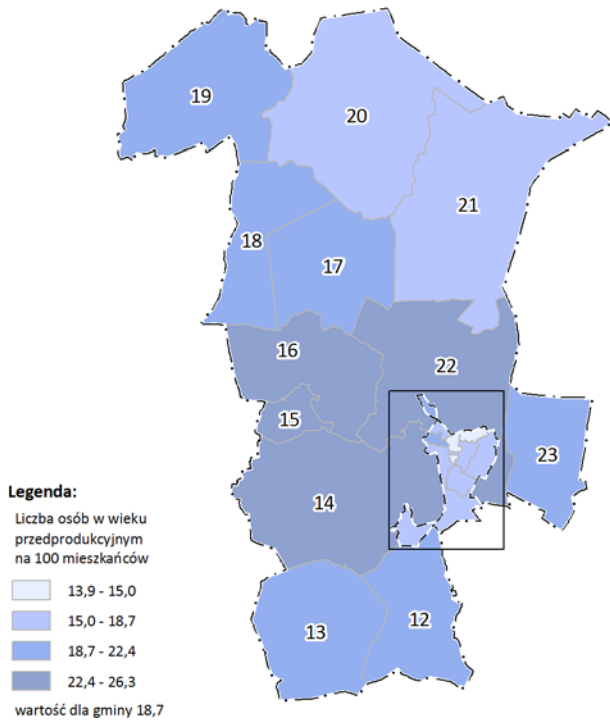 19
20
21
18
17
16
22
15
23
14
13
12
Legenda:
Liczba osób w wieku
przedprodukcyjnym
na 100 mieszkańców
13,9 - 15,0
15,0 - 18,7
18,7 - 22,4
22,4 - 26,3
wartość dla gminy 18,7